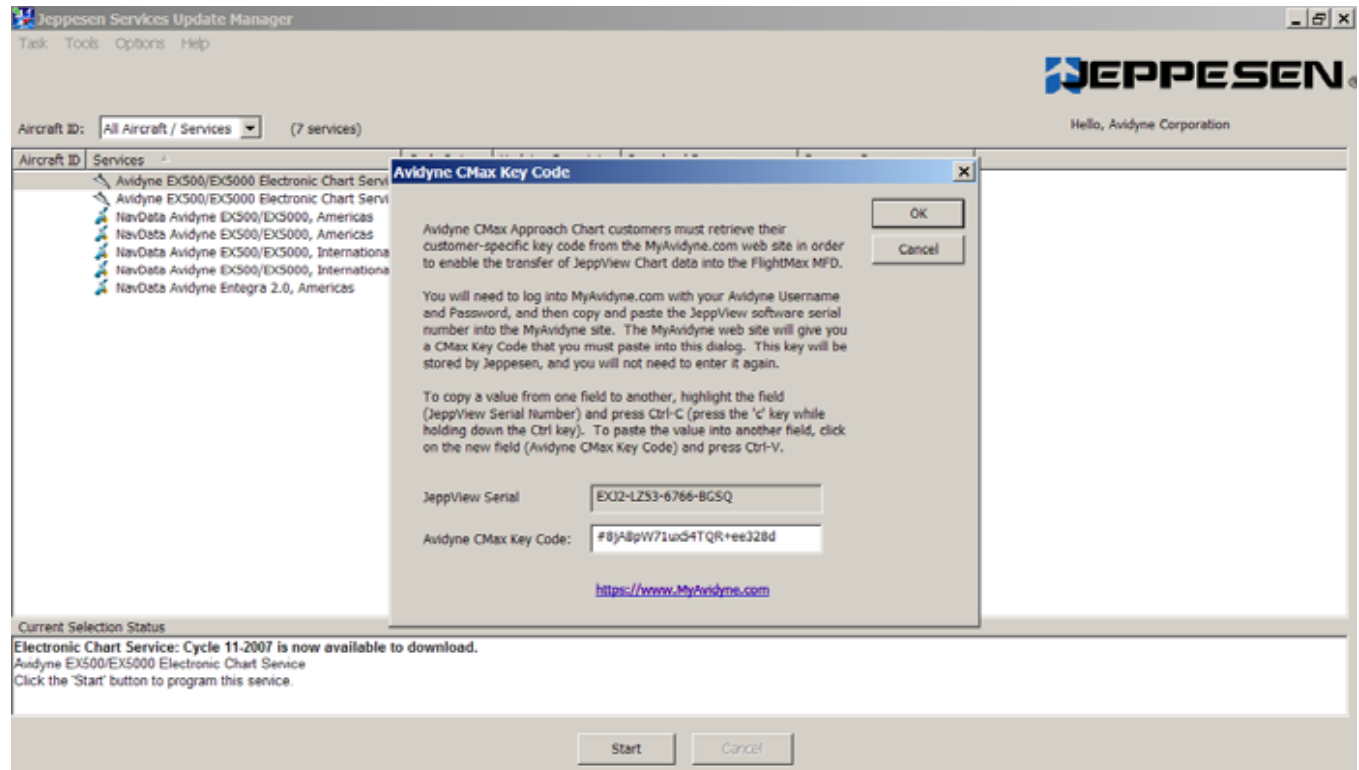 Jeppesen Services Update Manager
Task Tools Options Help
JEPPESEN
Aircraft ID: All Aircraft / Services (7 services)
Hello, Avidyne Corporation
Aircraft ID Services
Avidyne EX500/EX5000 Electronic Chart Servi
Avidyne EX500/EX5000 Electronic Chart Servi
NavData Avidyne EX500/EX5000, Americas
NavData Avidyne EX500/EX5000, Americas
NavData Avidyne EX500/EX5000, Internationa
NavData Avidyne EX500/EX5000, Internationa
NavData Avidyne Entegra 2.0, Americas
Avidyne CMax Key Code
OK
Cancel
Avidyne CMax Approach Chart customers must retrieve their
customer-specific key code from the MyAvidyne.com web site in order
to enable the transfer of JeppView Chart data into the FlightMax MFD.
You will need to log into MyAvidyne.com with your Avidyne Username
and Password, and then copy and paste the JeppView software serial
number into the MyAvidyne site. The MyAvidyne web site will give you
a CMax Key Code that you must paste into this dialog. This key will be
stored by Jeppesen, and you will not need to enter it again.
To copy a value from one field to another, highlight the field
(JeppView Serial Number) and press Ctrl-C (press the 'c' key while
holding down the Ctrl key). To paste the value into another field, click
on the new field (Avidyne CMax Key Code) and press Ctrl-V.
JeppView Serial EXJ2-LZ53-6766-BGSQ
Avidyne CMax Key Code: #8jA8pW71ux54TQR+ee328d
https://www.MyAvidyne.com
Current Selection Status
Electronic Chart Service: Cycle 11-2007 is now available to download.
Avidyne EX500/EX5000 Electronic Chart Service
Click the 'Start' button to program this service.
Start Cancel